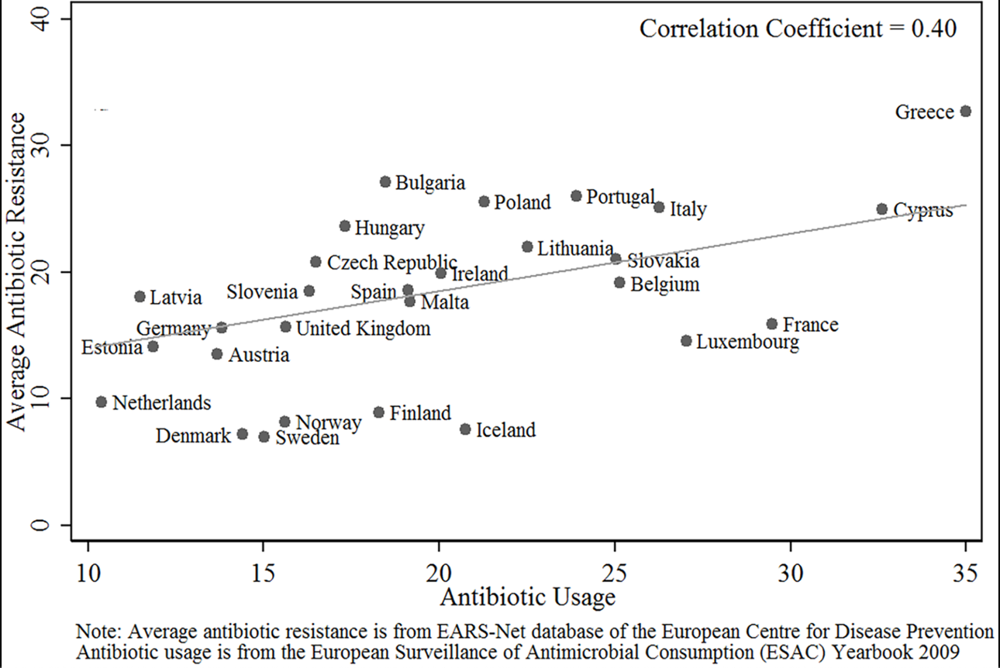 Correlation Coefficient = 0.40
40
30
20
10
0
Average Antibiotic Resistance
Greece
Bulgaria
Portugal
Poland
Italy
Cyprus
Hungary
Lithuania
Slovakia
Czech Republic
Ireland
Belgium
Slovenia
Spain
Latvia
Malta
Germany
United Kingdom
France
Luxembourg
Estonia
Austria
Netherlands
Finland
Norway
Iceland
Denmark
Sweden
10 15 20 25 30 35
Antibiotic Usage
Note: Average antibiotic resistance is from EARS-Net database of the European Centre for Disease Prevention
Antibiotic usage is from the European Surveillance of Antimicrobial Consumption (ESAC) Yearbook 2009